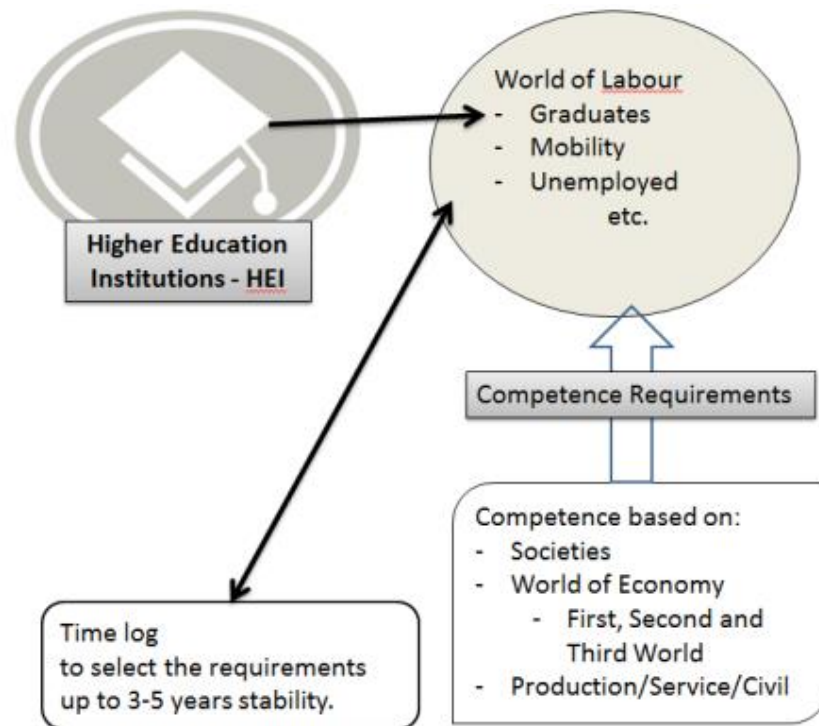 World of Labour
- Graduates
- Mobility
- Unemployed
etc.
Higher Education
Institutions - HEI
Competence Requirements
Competence based on:
- Societies
- World of Economy
- First, Second and
Third World
- Production/Service/Civil
Time log
to select the requirements
up to 3-5 years stability.